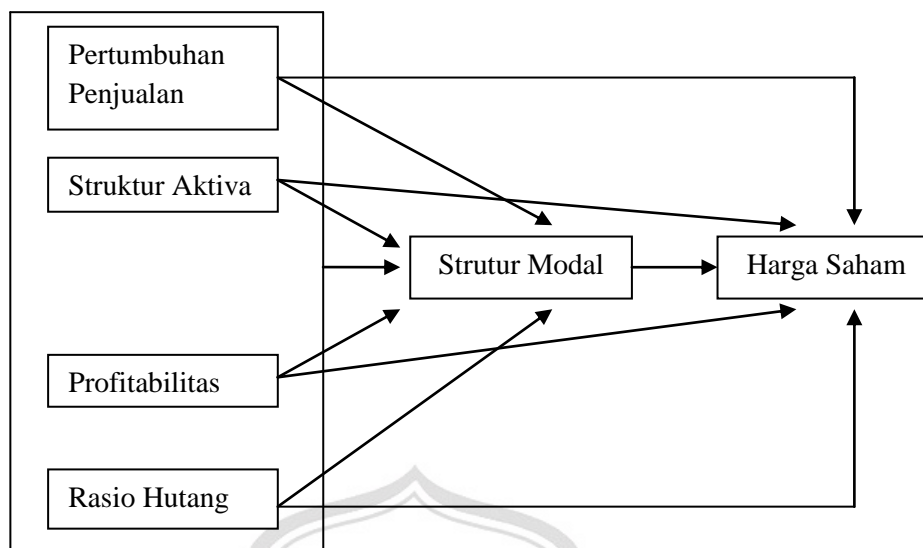 Pertumbuhan
Penjualan
Struktur Aktiva
Strutur Modal
Harga Saham
Profitabilitas
Rasio Hutang